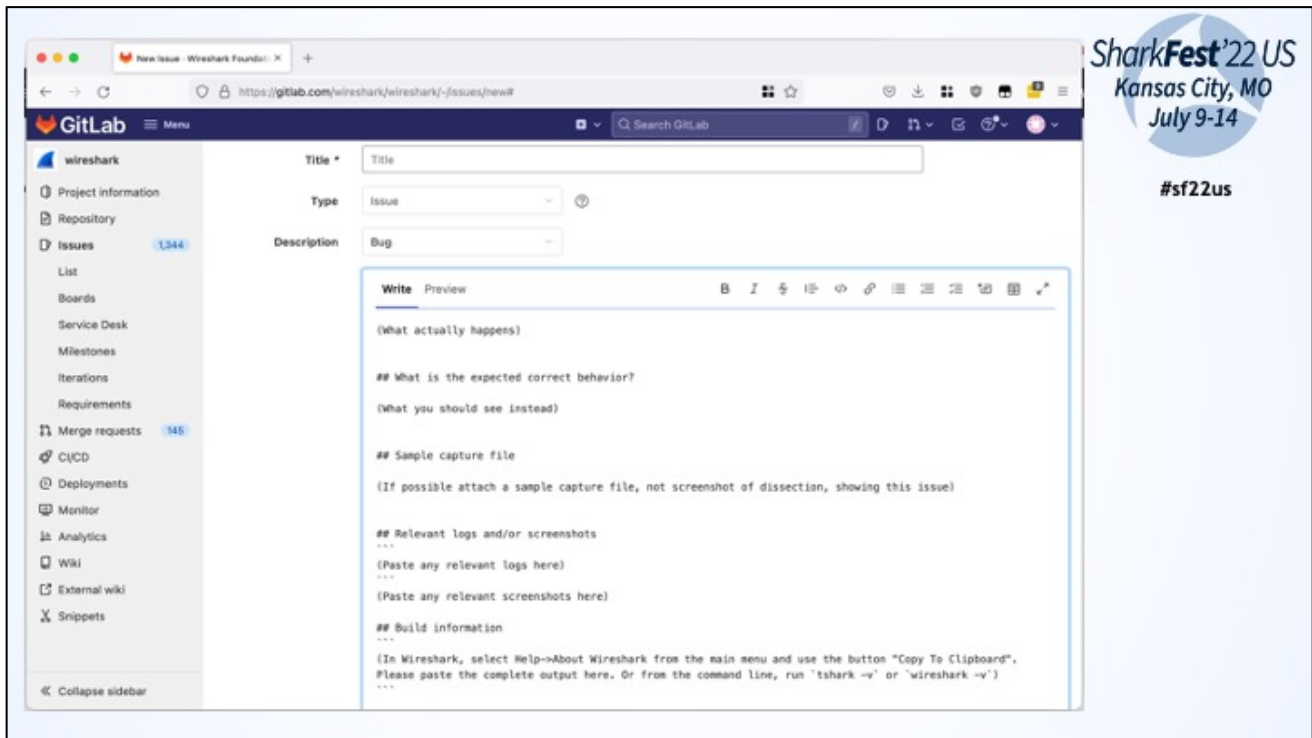 New Issue · Wireshark Foundati
https://gitlab.com/wireshark/wireshark/-/issues/new#
GitLab Menu
Search GitLab
/
wireshark
Project information
Repository
Issues 1,344
List
Boards
Service Desk
Milestones
Iterations
Requirements
Merge requests 145
CI/CD
Deployments
Monitor
Analytics
Wiki
External wiki
Snippets
Collapse sidebar
Title *
Title
Type
Issue
Description
Bug
Write Preview
B I S
(What actually happens)
## What is the expected correct behavior?
(What you should see instead)
## Sample capture file
(If possible attach a sample capture file, not screenshot of dissection, showing this issue)
## Relevant logs and/or screenshots
```
(Paste any relevant logs here)
```
(Paste any relevant screenshots here)
## Build information
```
(In Wireshark, select Help->About Wireshark from the main menu and use the button "Copy To Clipboard".
Please paste the complete output here. Or from the command line, run `tshark -v` or `wireshark -v`)
```
SharkFest'22 US
Kansas City, MO
July 9-14
#sf22us